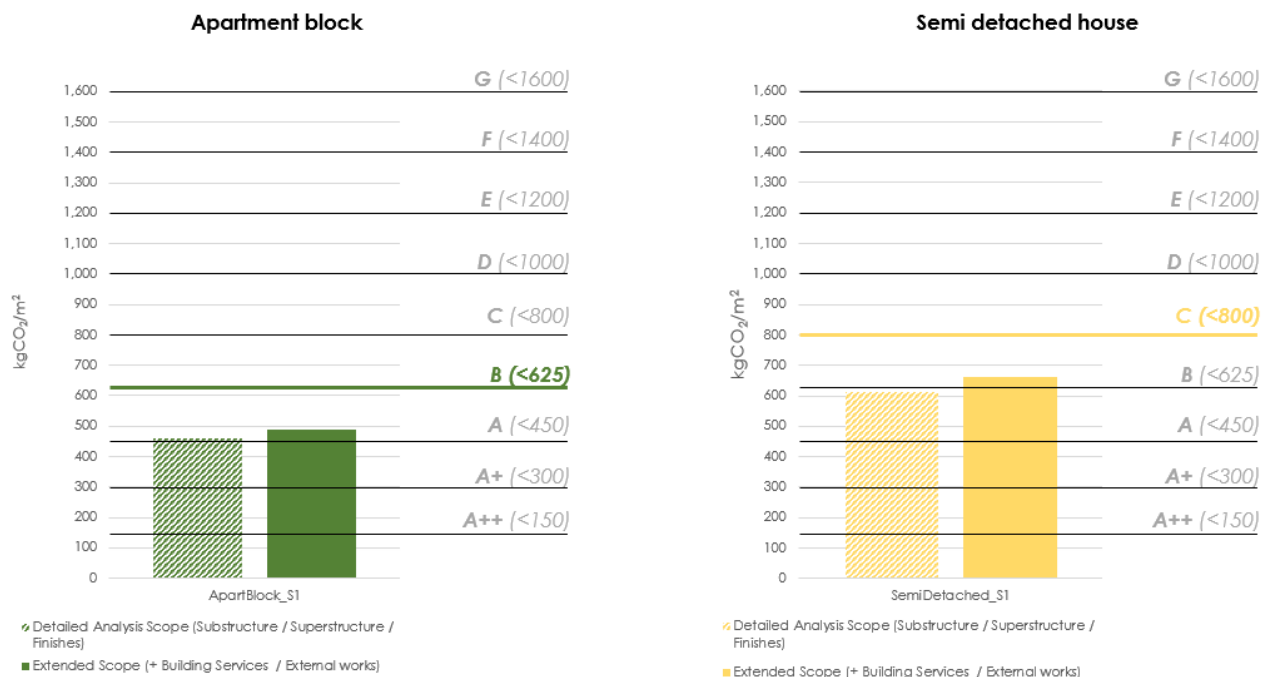 Apartment block
G (<1600)
1,600
1,500
F (<1400)
1,400
1,300
E (<1200)
1,200
1,100
D (<1000)
1,000
900
C (<800)
800
700
B (<625)
600
500
A (<450)
400
A+ (<300)
300
200
A++ (<150)
100
0
kgCO₂/m²
ApartBlock_S1
Detailed Analysis Scope (Substructure / Superstructure /
Finishes)
Extended Scope (+ Building Services / External works)
Semi detached house
G (<1600)
1,600
1,500
F (<1400)
1,400
1,300
E (<1200)
1,200
1,100
D (<1000)
1,000
900
C (<800)
800
700
B (<625)
600
500
A (<450)
400
A+ (<300)
300
200
A++ (<150)
100
0
kgCO₂/m²
SemiDetached_S1
Detailed Analysis Scope (Substructure / Superstructure /
Finishes)
Extended Scope (+ Building Services / External works)